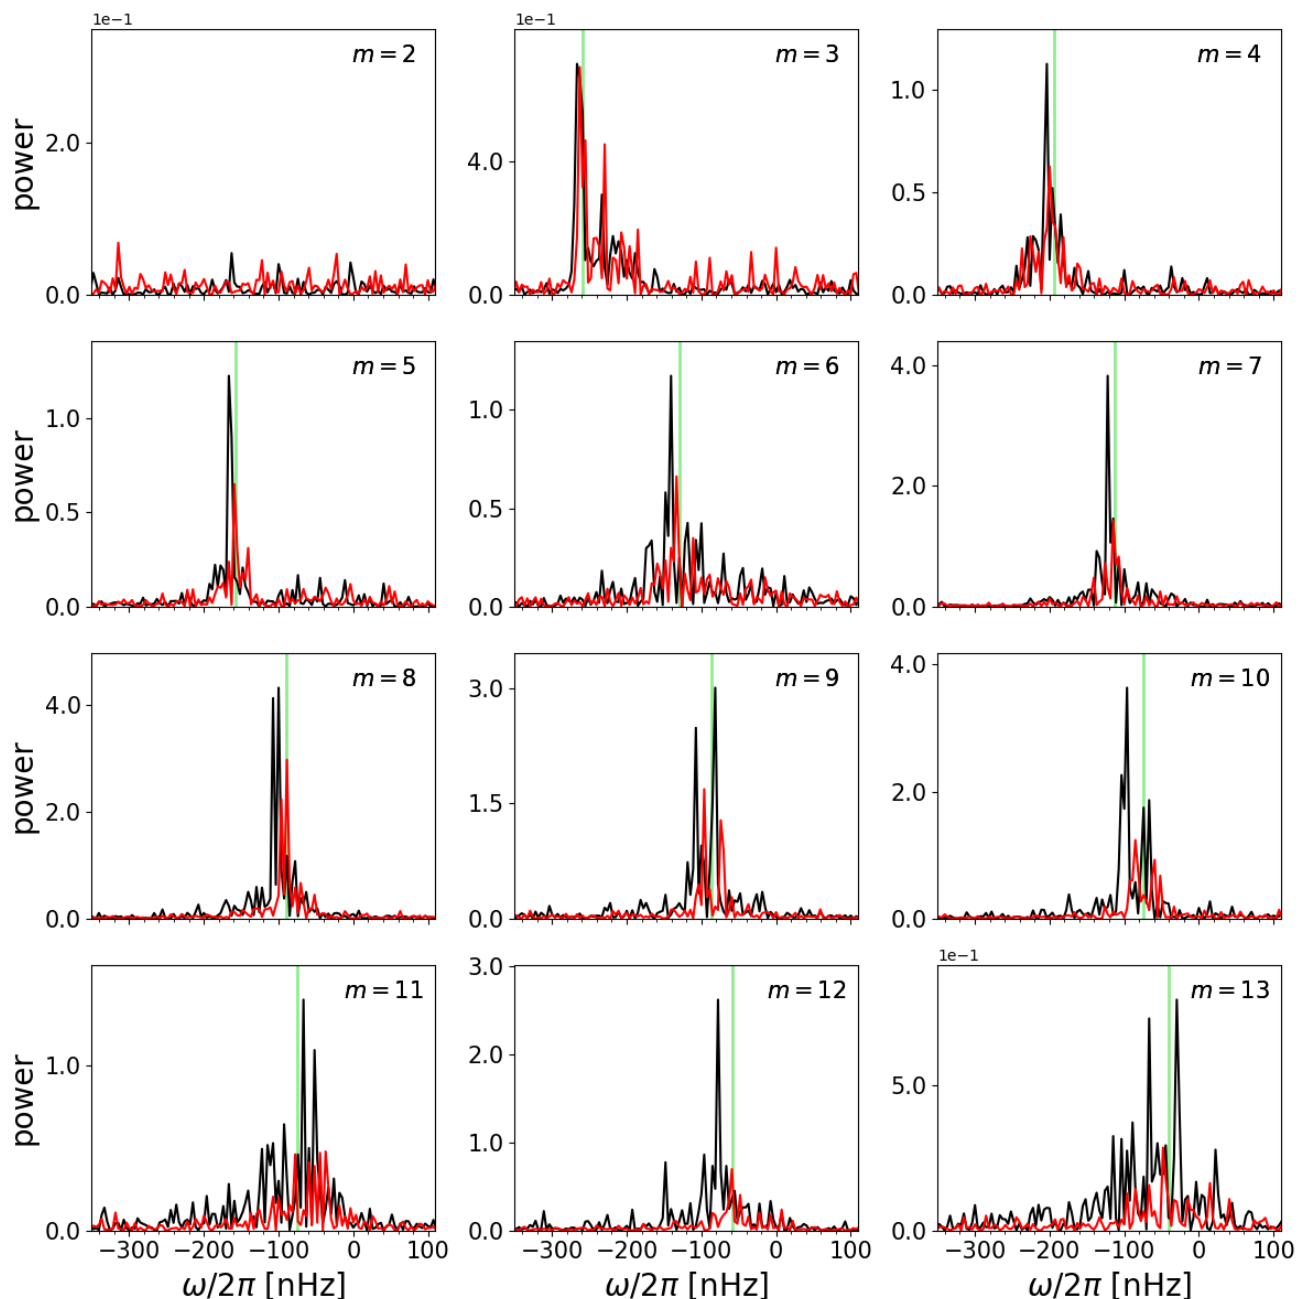 1e−1 1e−1
m = 2 m = 3 m = 4
power 2.0 0.0 4.0 0.0 1.0 0.5 0.0
−200 0 −200 0
m = 5 m = 6 m = 7
power 1.0 0.5 0.0 1.0 0.5 0.0 4.0 2.0 0.0
m = 8 m = 9 m = 10
power 4.0 2.0 0.0 3.0 1.5 0.0 4.0 2.0 0.0
1e−1
m = 11 m = 12 m = 13
power 1.0 0.0 3.0 2.0 1.0 0.0 5.0 0.0
−300 −200 −100 0 100 −300 −200 −100 0 100 −300 −200 −100 0 100
ω/2π [nHz] ω/2π [nHz] ω/2π [nHz]